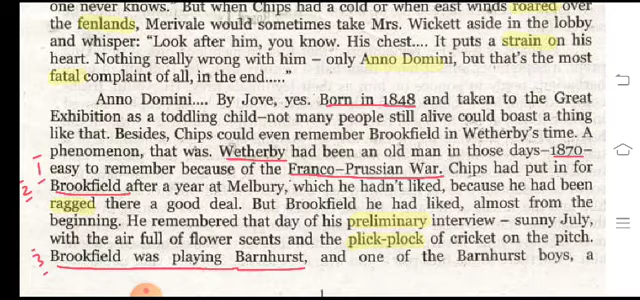 one never knows. But when Chips had a cold or when east winds roared over
the fenlands, Merivale would sometimes take Mrs. Wickett aside in the lobby
and whisper: "Look after him, you know. His chest.... It puts a strain on his
heart. Nothing really wrong with him – only Anno Domini, but that's the most
fatal complaint of all, in the end....."
Anno Domini.... By Jove, yes. Born in 1848 and taken to the Great
Exhibition as a toddling child–not many people still alive could boast a thing
like that. Besides, Chips could even remember Brookfield in Wetherby's time. A
phenomenon, that was. Wetherby had been an old man in those days–1870–
1 easy to remember because of the Franco–Prussian War. Chips had put in for
2 Brookfield after a year at Melbury, which he hadn't liked, because he had been
ragged there a good deal. But Brookfield he had liked, almost from the
beginning. He remembered that day of his preliminary interview – sunny July,
with the air full of flower scents and the plick-plock of cricket on the pitch.
3 Brookfield was playing Barnhurst, and one of the Barnhurst boys, a